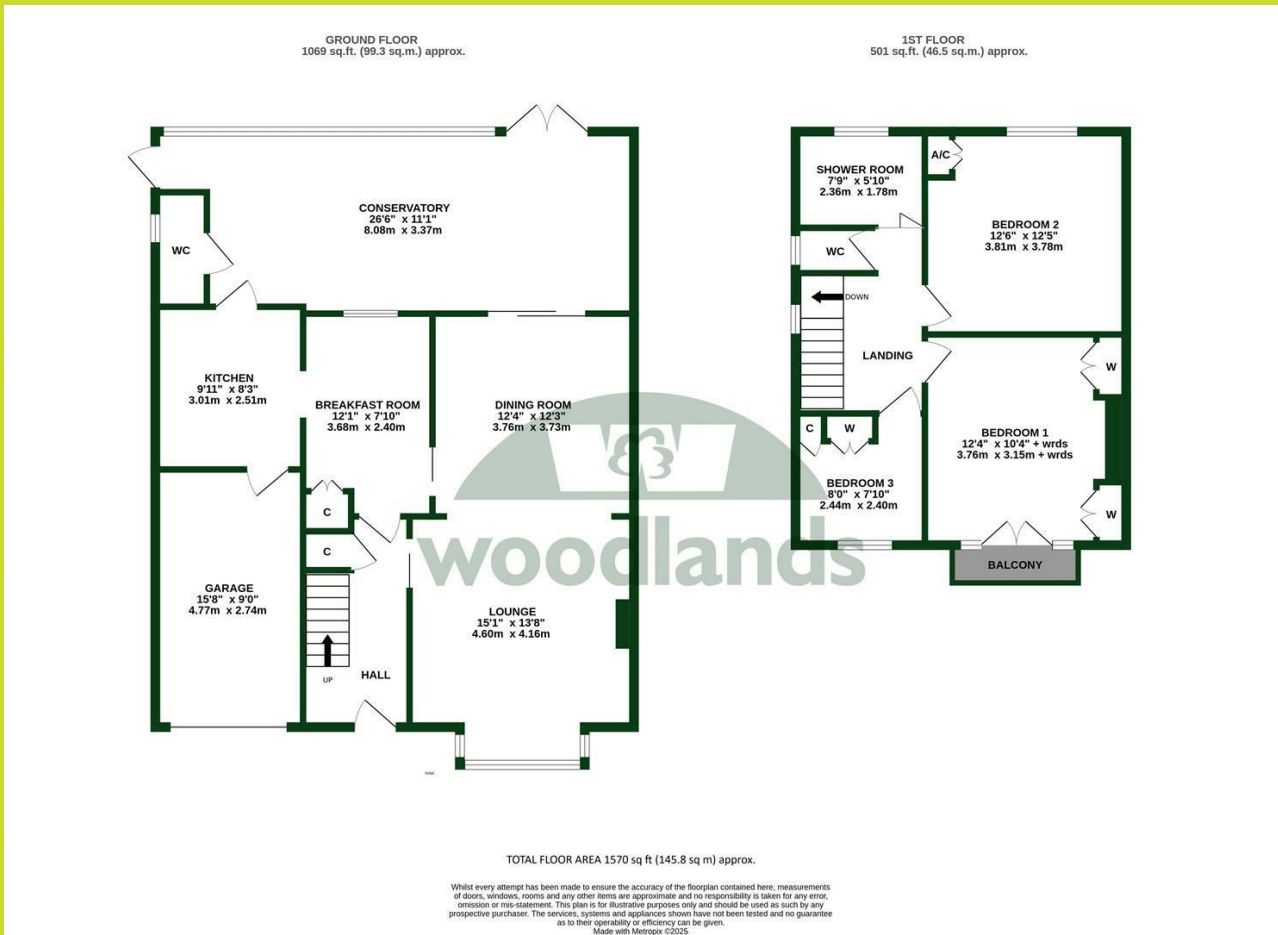 GROUND FLOOR
1069 sq.ft. (99.3 sq.m.) approx.
1ST FLOOR
501 sq.ft. (46.5 sq.m.) approx.
CONSERVATORY
26'6" x 11'1"
8.08m x 3.37m
WC
KITCHEN
9'11" x 8'3"
3.01m x 2.51m
BREAKFAST ROOM
12'1" x 7'10"
3.68m x 2.40m
DINING ROOM
12'4" x 12'3"
3.76m x 3.73m
C
C
GARAGE
15'8" x 9'0"
4.77m x 2.74m
LOUNGE
15'1" x 13'8"
4.60m x 4.16m
UP
HALL
total
SHOWER ROOM
7'9" x 5'10"
2.36m x 1.78m
A/C
BEDROOM 2
12'6" x 12'5"
3.81m x 3.78m
WC
DOWN
LANDING
W
BEDROOM 1
12'4" x 10'4" + wrds
3.76m x 3.15m + wrds
C
W
BEDROOM 3
8'0" x 7'10"
2.44m x 2.40m
W
BALCONY
woodlands
TOTAL FLOOR AREA 1570 sq ft (145.8 sq m) approx.
Whilst every attempt has been made to ensure the accuracy of the floorplan contained here, measurements
of doors, windows, rooms and any other items are approximate and no responsibility is taken for any error,
omission or mis-statement. This plan is for illustrative purposes only and should be used as such by any
prospective purchaser. The services, systems and appliances shown have not been tested and no guarantee
as to their operability or efficiency can be given.
Made with Metropix ©2025